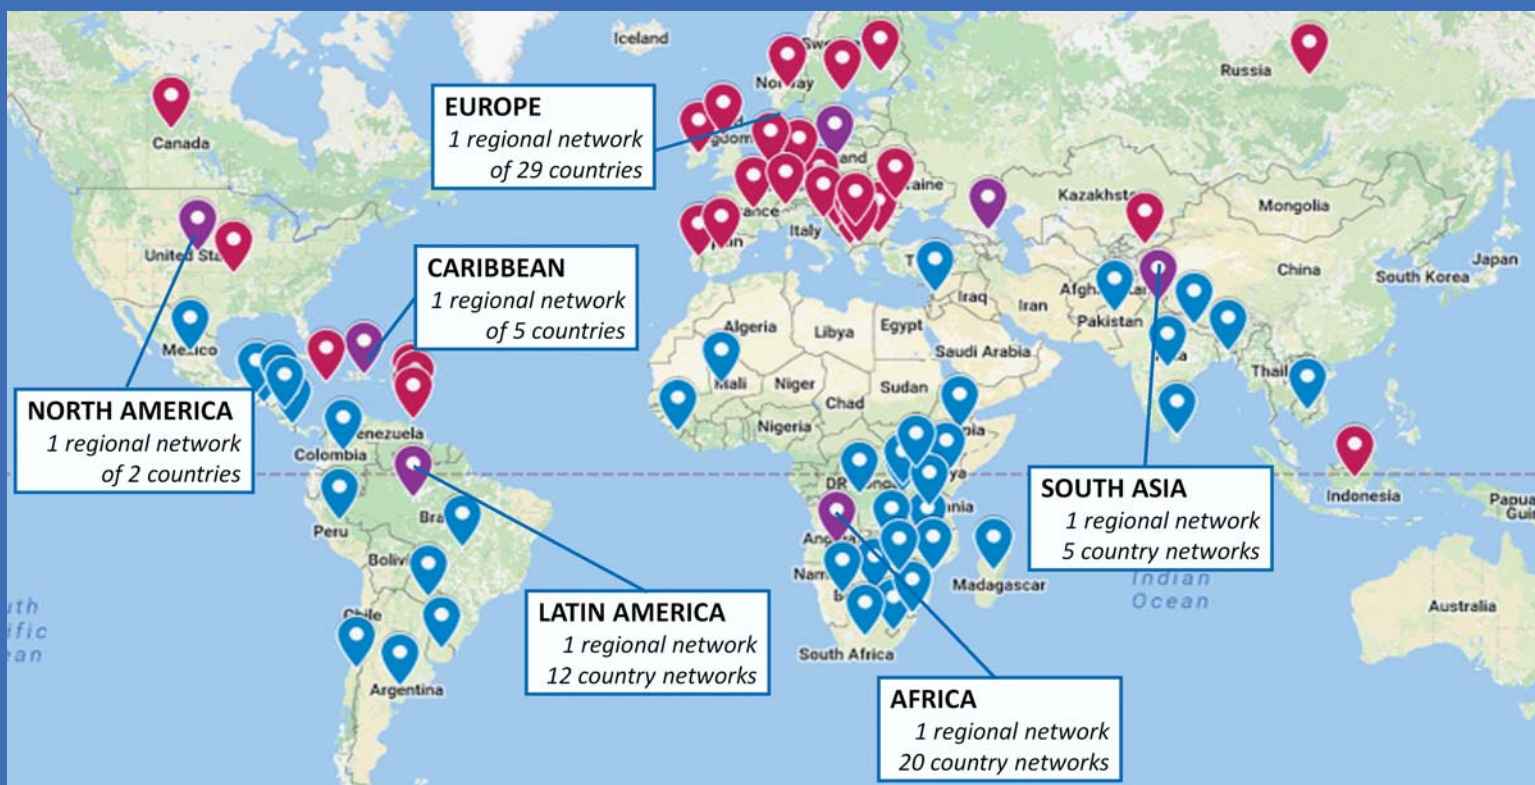 Iceland
Russia
Canada
EUROPE
1 regional network
of 29 countries
Kazakhst
Mongolia
Italy
CARIBBEAN
1 regional network
of 5 countries
China
Japan
South Korea
Iraq
Iran
Pakistan
Algeria
Libya
Egypt
Saudi Arabia
Mexico
Mali
Niger
Sudan
Chad
Nigeria
NORTH AMERICA
1 regional network
of 2 countries
Colombia
SOUTH ASIA
1 regional network
5 country networks
Indonesia
Peru
Madagascar
Indian
Ocean
Australia
Chile
LATIN AMERICA
1 regional network
12 country networks
South Africa
Argentina
AFRICA
1 regional network
20 country networks